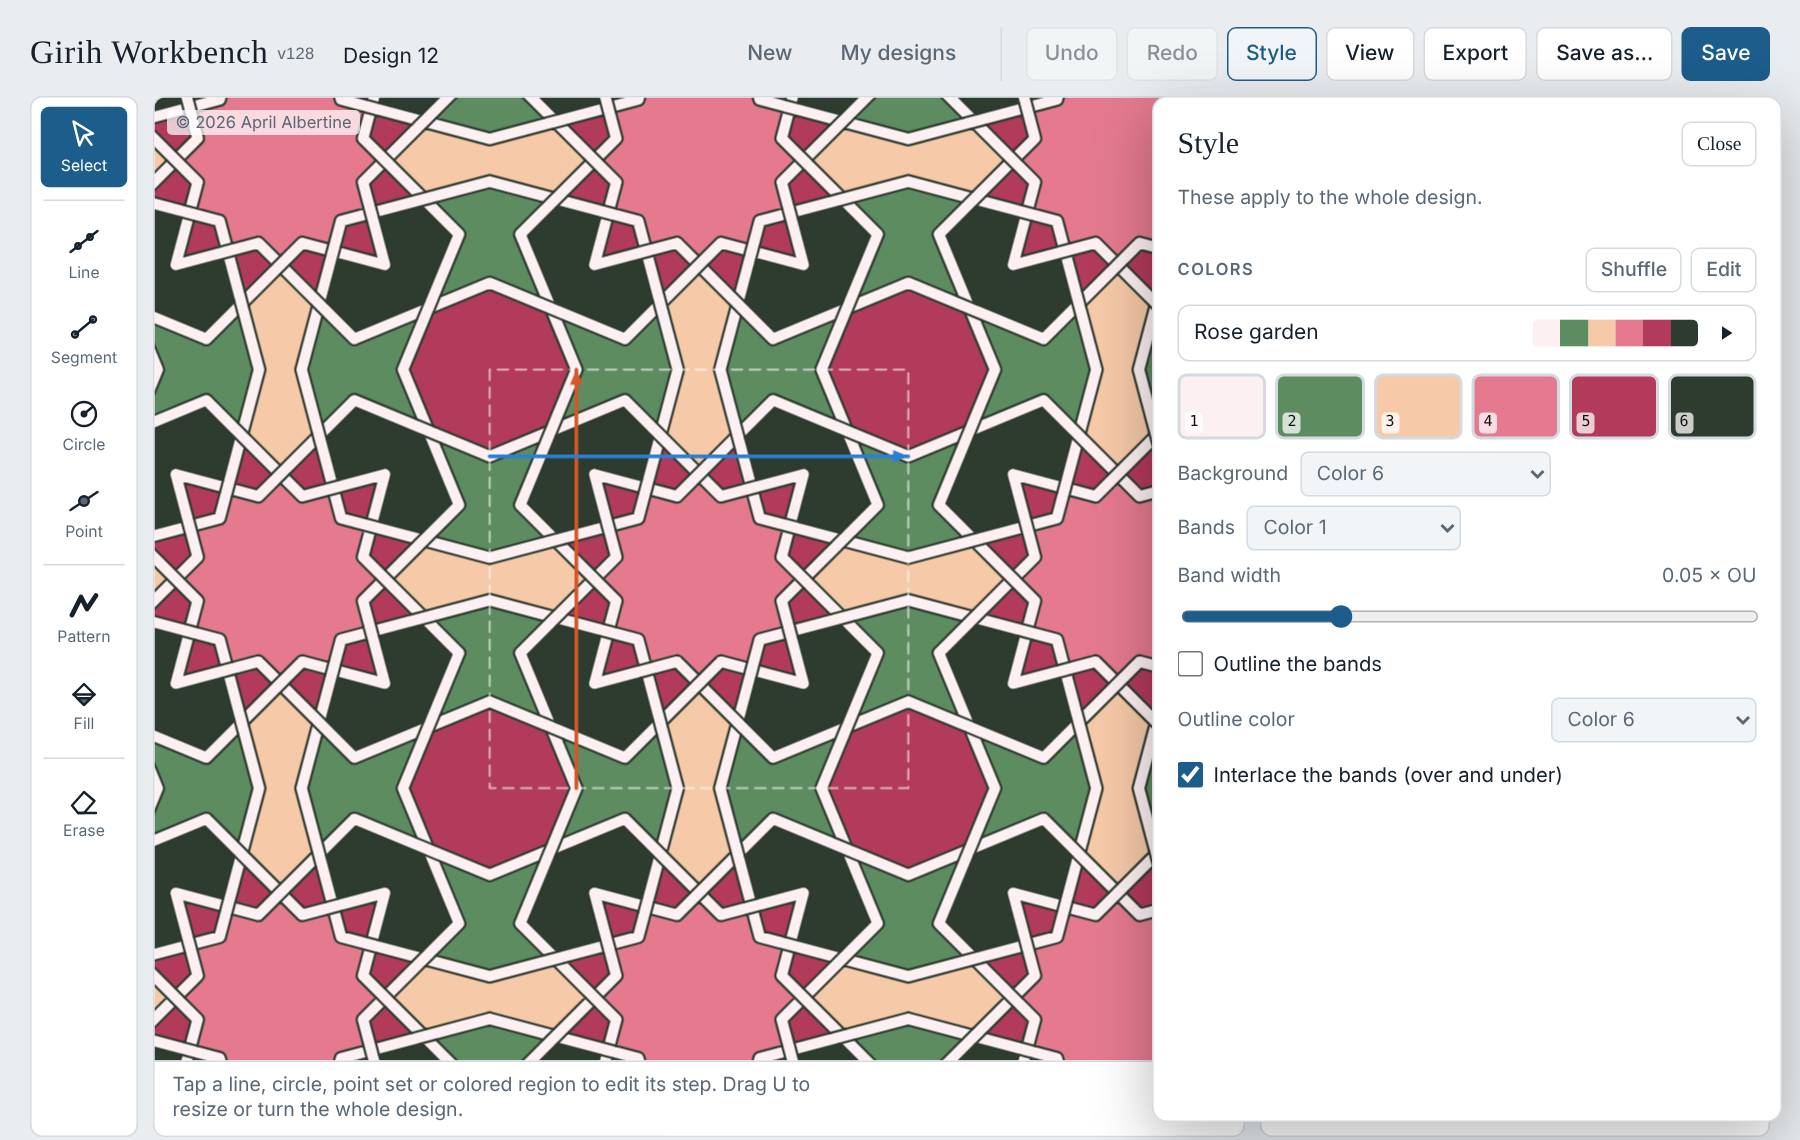 Girih Workbench v128 Design 12 New My designs Undo Redo Style View Export Save as... Save
Select
Line
Segment
Circle
Point
Pattern
Fill
Erase
© 2026 April Albertine
Tap a line, circle, point set or colored region to edit its step. Drag U to
resize or turn the whole design.
Style Close
These apply to the whole design.
COLORS Shuffle Edit
Rose garden
1 2 3 4 5 6
Background Color 6
Bands Color 1
Band width 0.05 × OU
Outline the bands
Outline color Color 6
Interlace the bands (over and under)